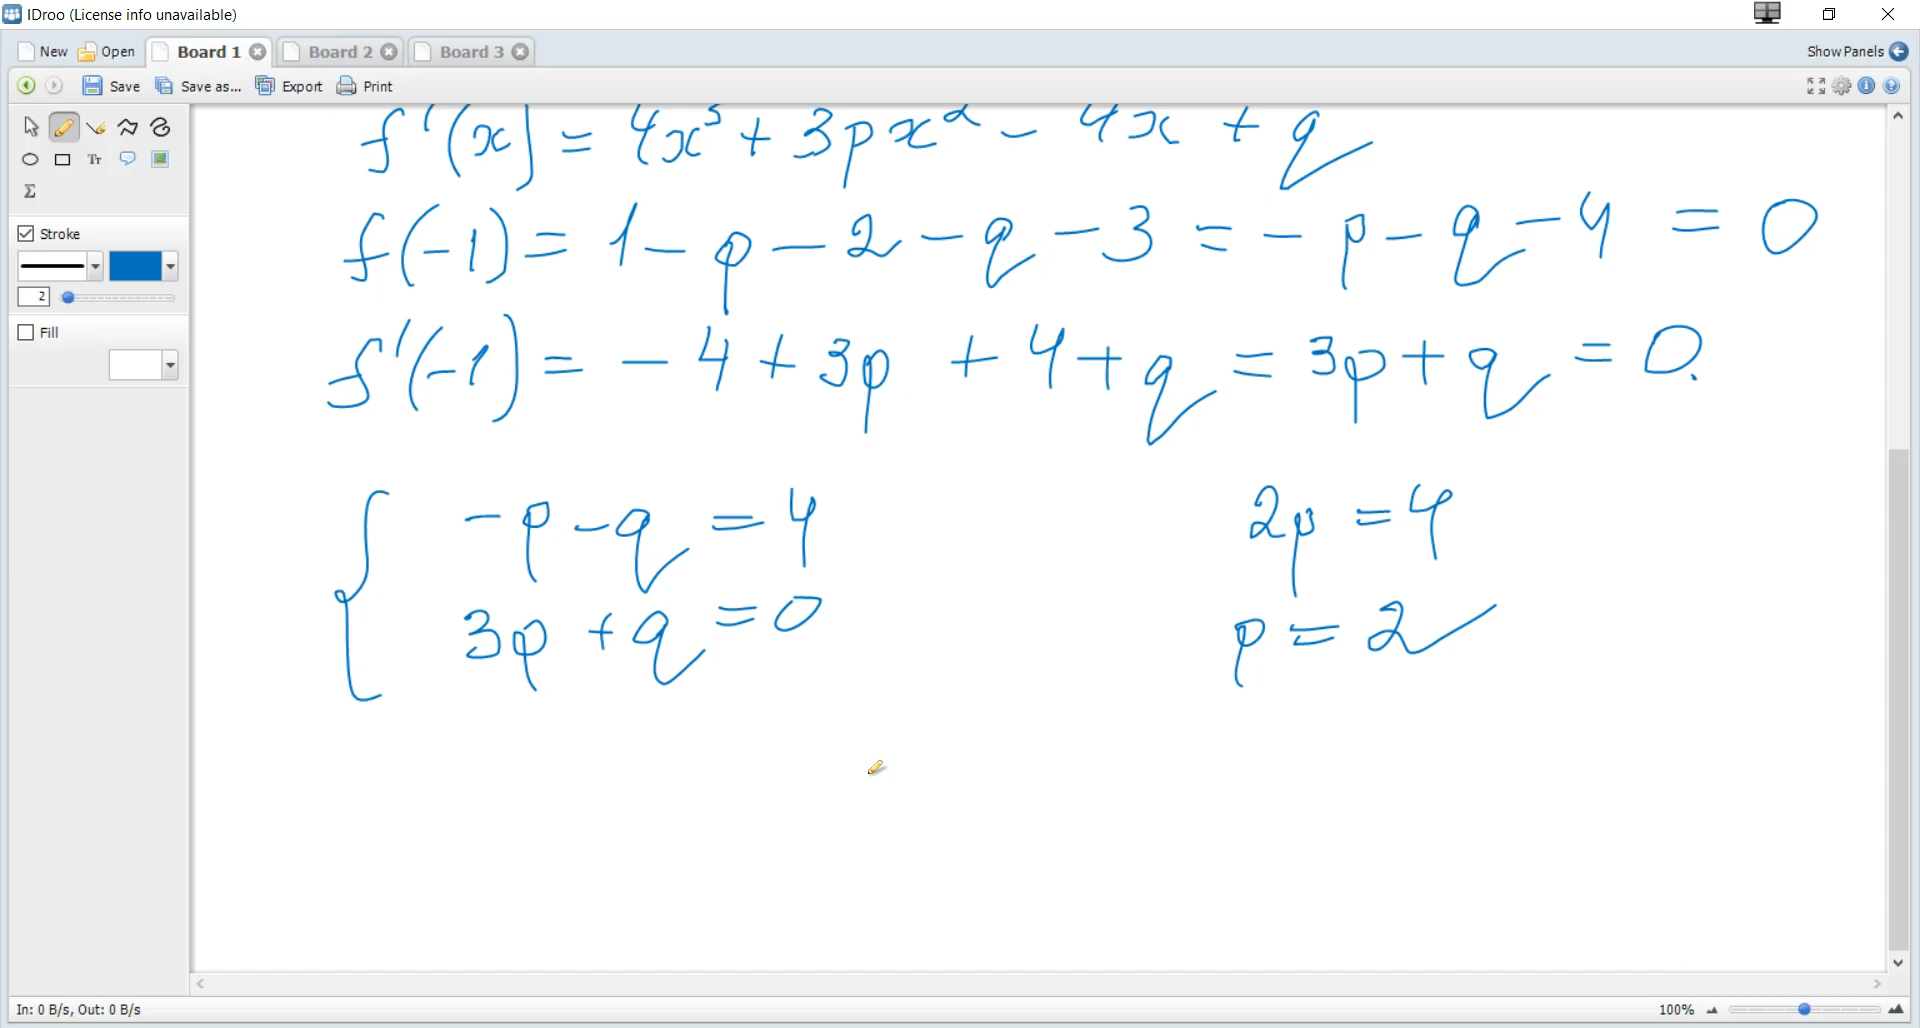 IDroo (License info unavailable)
New Open Board 1 Board 2 Board 3 Show Panels
Save Save as... Export Print
Tт
Σ
Stroke
2
Fill
f'(x) = 4x³ + 3px² - 4x + q
f(-1) = 1 - p - 2 - q - 3 = - p - q - 4 = 0
f'(-1) = - 4 + 3p + 4 + q = 3p + q = 0.
{ - p - q = 4
3p + q = 0
2p = 4
p = 2
In: 0 B/s, Out: 0 B/s 100%